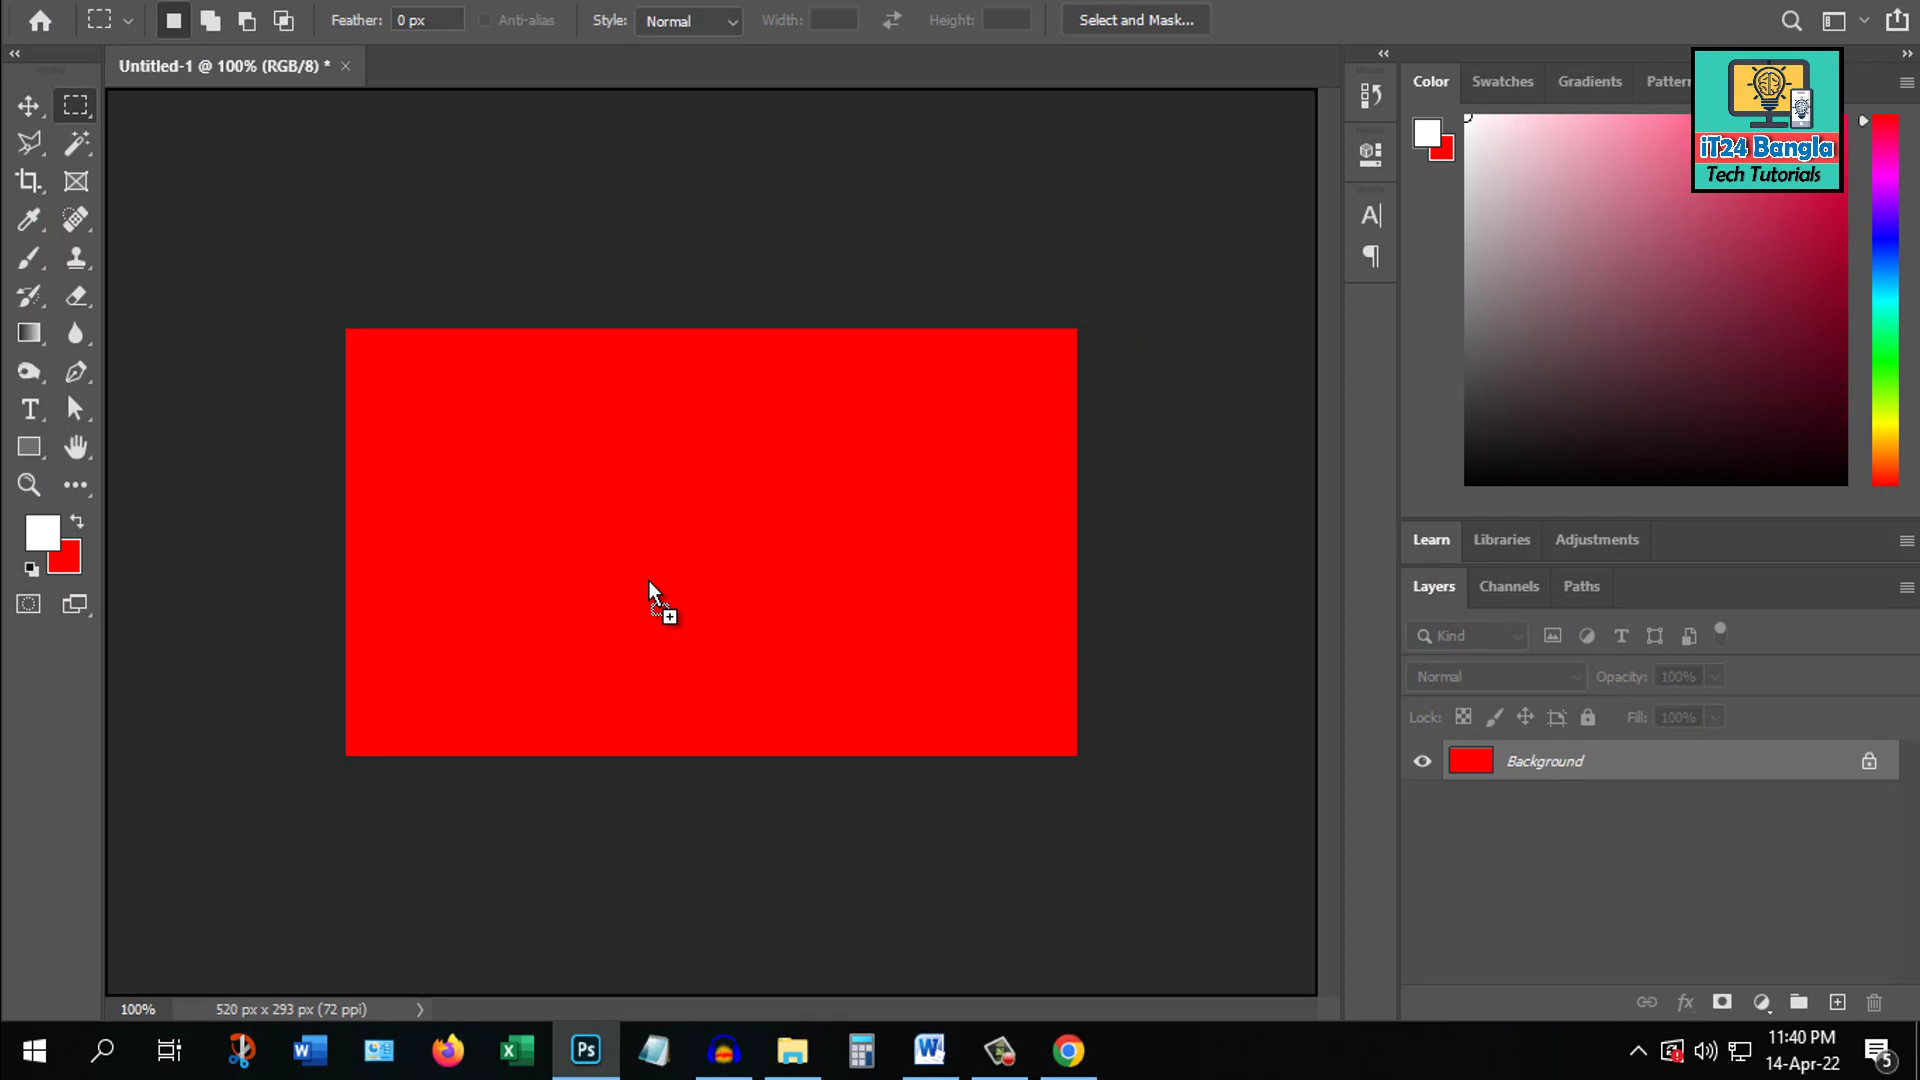 Feather: 0 px Anti-alias Style: Normal Width: Height: Select and Mask...
Untitled-1 @ 100% (RGB/8) *
Color Swatches Gradients Pattern
iT24 Bangla
Tech Tutorials
Learn Libraries Adjustments
Layers Channels Paths
Kind
Normal Opacity: 100%
Lock: Fill: 100%
Background
100% 520 px x 293 px (72 ppi)
Ps
11:40 PM
14-Apr-22
5